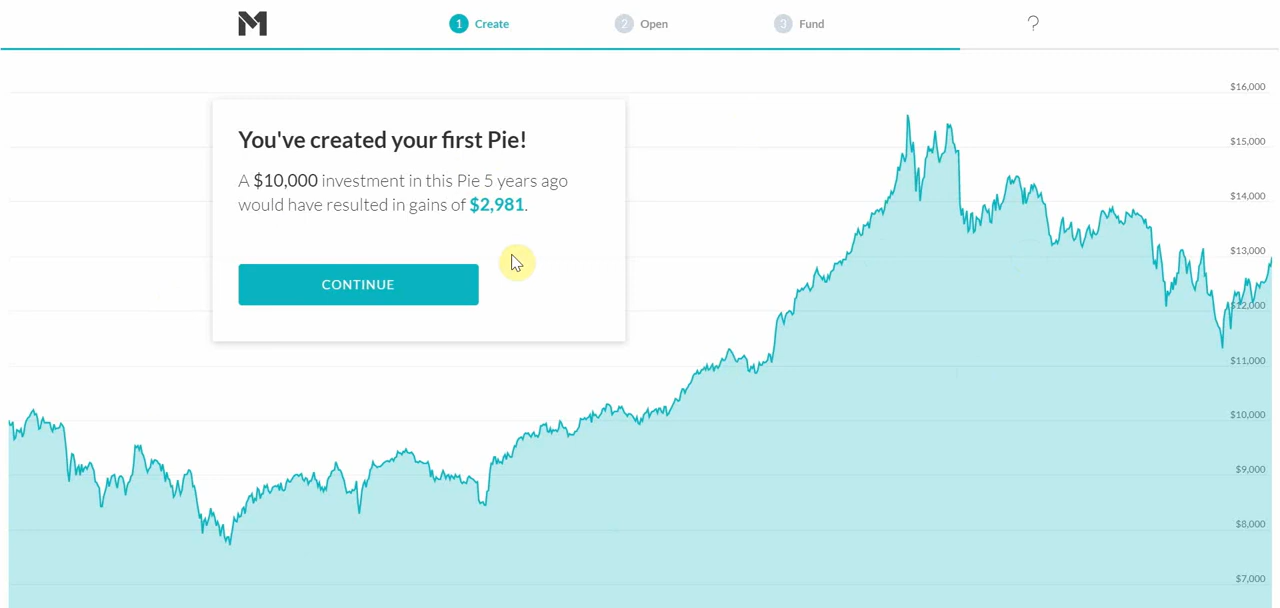 M
1 Create
2 Open
3 Fund
?
You've created your first Pie!
A $10,000 investment in this Pie 5 years ago
would have resulted in gains of $2,981.
CONTINUE
$16,000
$15,000
$14,000
$13,000
$12,000
$11,000
$10,000
$9,000
$8,000
$7,000